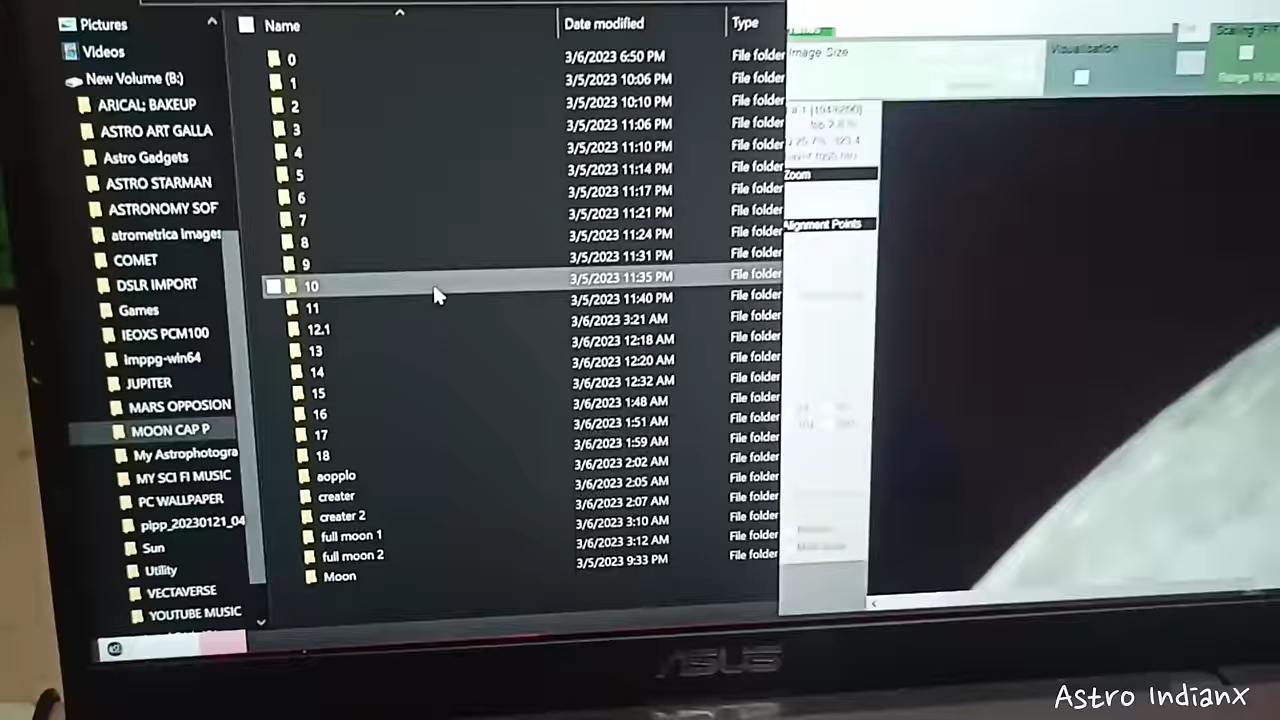 Pictures
Videos
New Volume (B:)
ARICAL; BAKEUP
ASTRO ART GALLA
Astro Gadgets
ASTRO STARMAN
ASTRONOMY SOF
atrometrica Images
COMET
DSLR IMPORT
Games
IEOXS PCM100
imppg-win64
JUPITER
MARS OPPOSION
MOON CAP P
My Astrophotogra
MY SCI FI MUSIC
PC WALLPAPER
pipp_20230121_04
Sun
Utility
VECTAVERSE
YOUTUBE MUSIC
Name Date modified Type
0 3/6/2023 6:50 PM File folder
1 3/5/2023 10:06 PM File folder
2 3/5/2023 10:10 PM File folder
3 3/5/2023 11:06 PM File folder
4 3/5/2023 11:10 PM File folder
5 3/5/2023 11:14 PM File folder
6 3/5/2023 11:17 PM File folder
7 3/5/2023 11:21 PM File folder
8 3/5/2023 11:24 PM File folder
9 3/5/2023 11:31 PM File folder
10 3/5/2023 11:35 PM File folder
11 3/5/2023 11:40 PM File folder
12.1 3/6/2023 3:21 AM File folder
13 3/6/2023 12:18 AM File folder
14 3/6/2023 12:20 AM File folder
15 3/6/2023 12:32 AM File folder
16 3/6/2023 1:48 AM File folder
17 3/6/2023 1:51 AM File folder
18 3/6/2023 1:59 AM File folder
aopplo 3/6/2023 2:02 AM File folder
creater 3/6/2023 2:05 AM File folder
creater 2 3/6/2023 2:07 AM File folder
full moon 1 3/6/2023 3:10 AM File folder
full moon 2 3/6/2023 3:12 AM File folder
Moon 3/5/2023 9:33 PM File folder
Image Size
Visualisation
Zoom
Alignment Points
ASUS
Astro IndianX